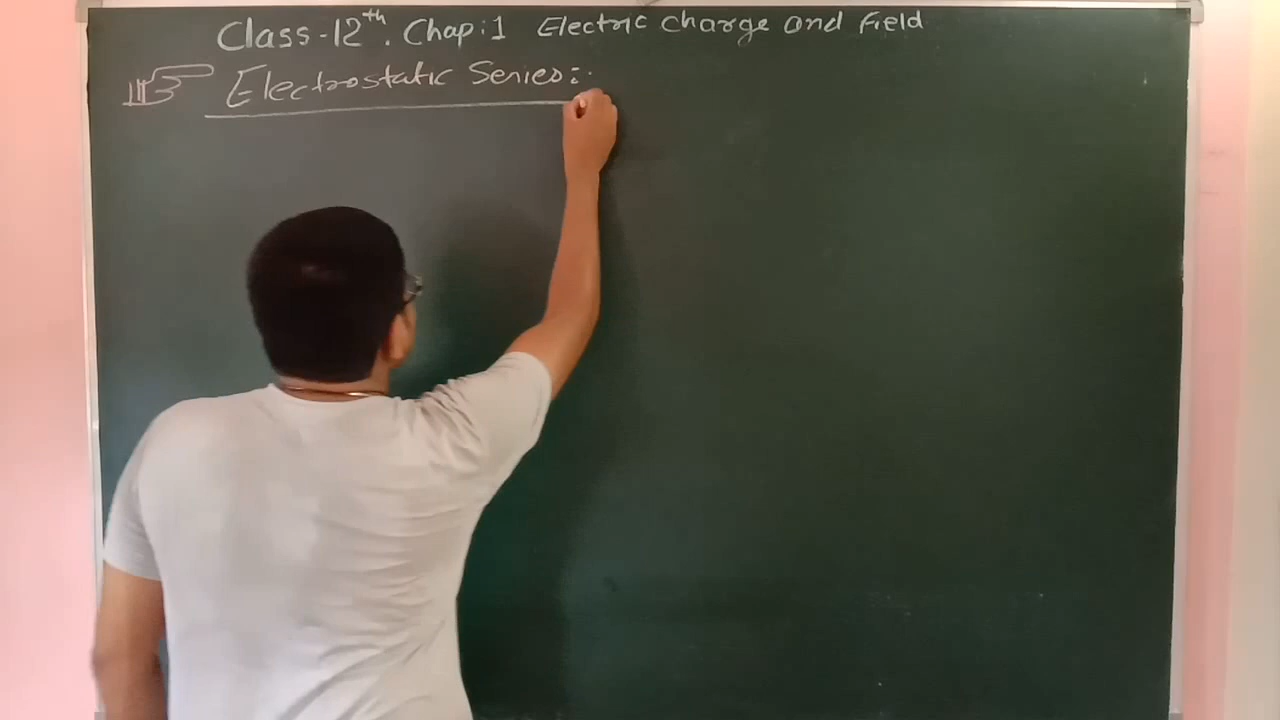 Class-12th. Chap:1 Electric Charge and Field
Electrostatic Series:-